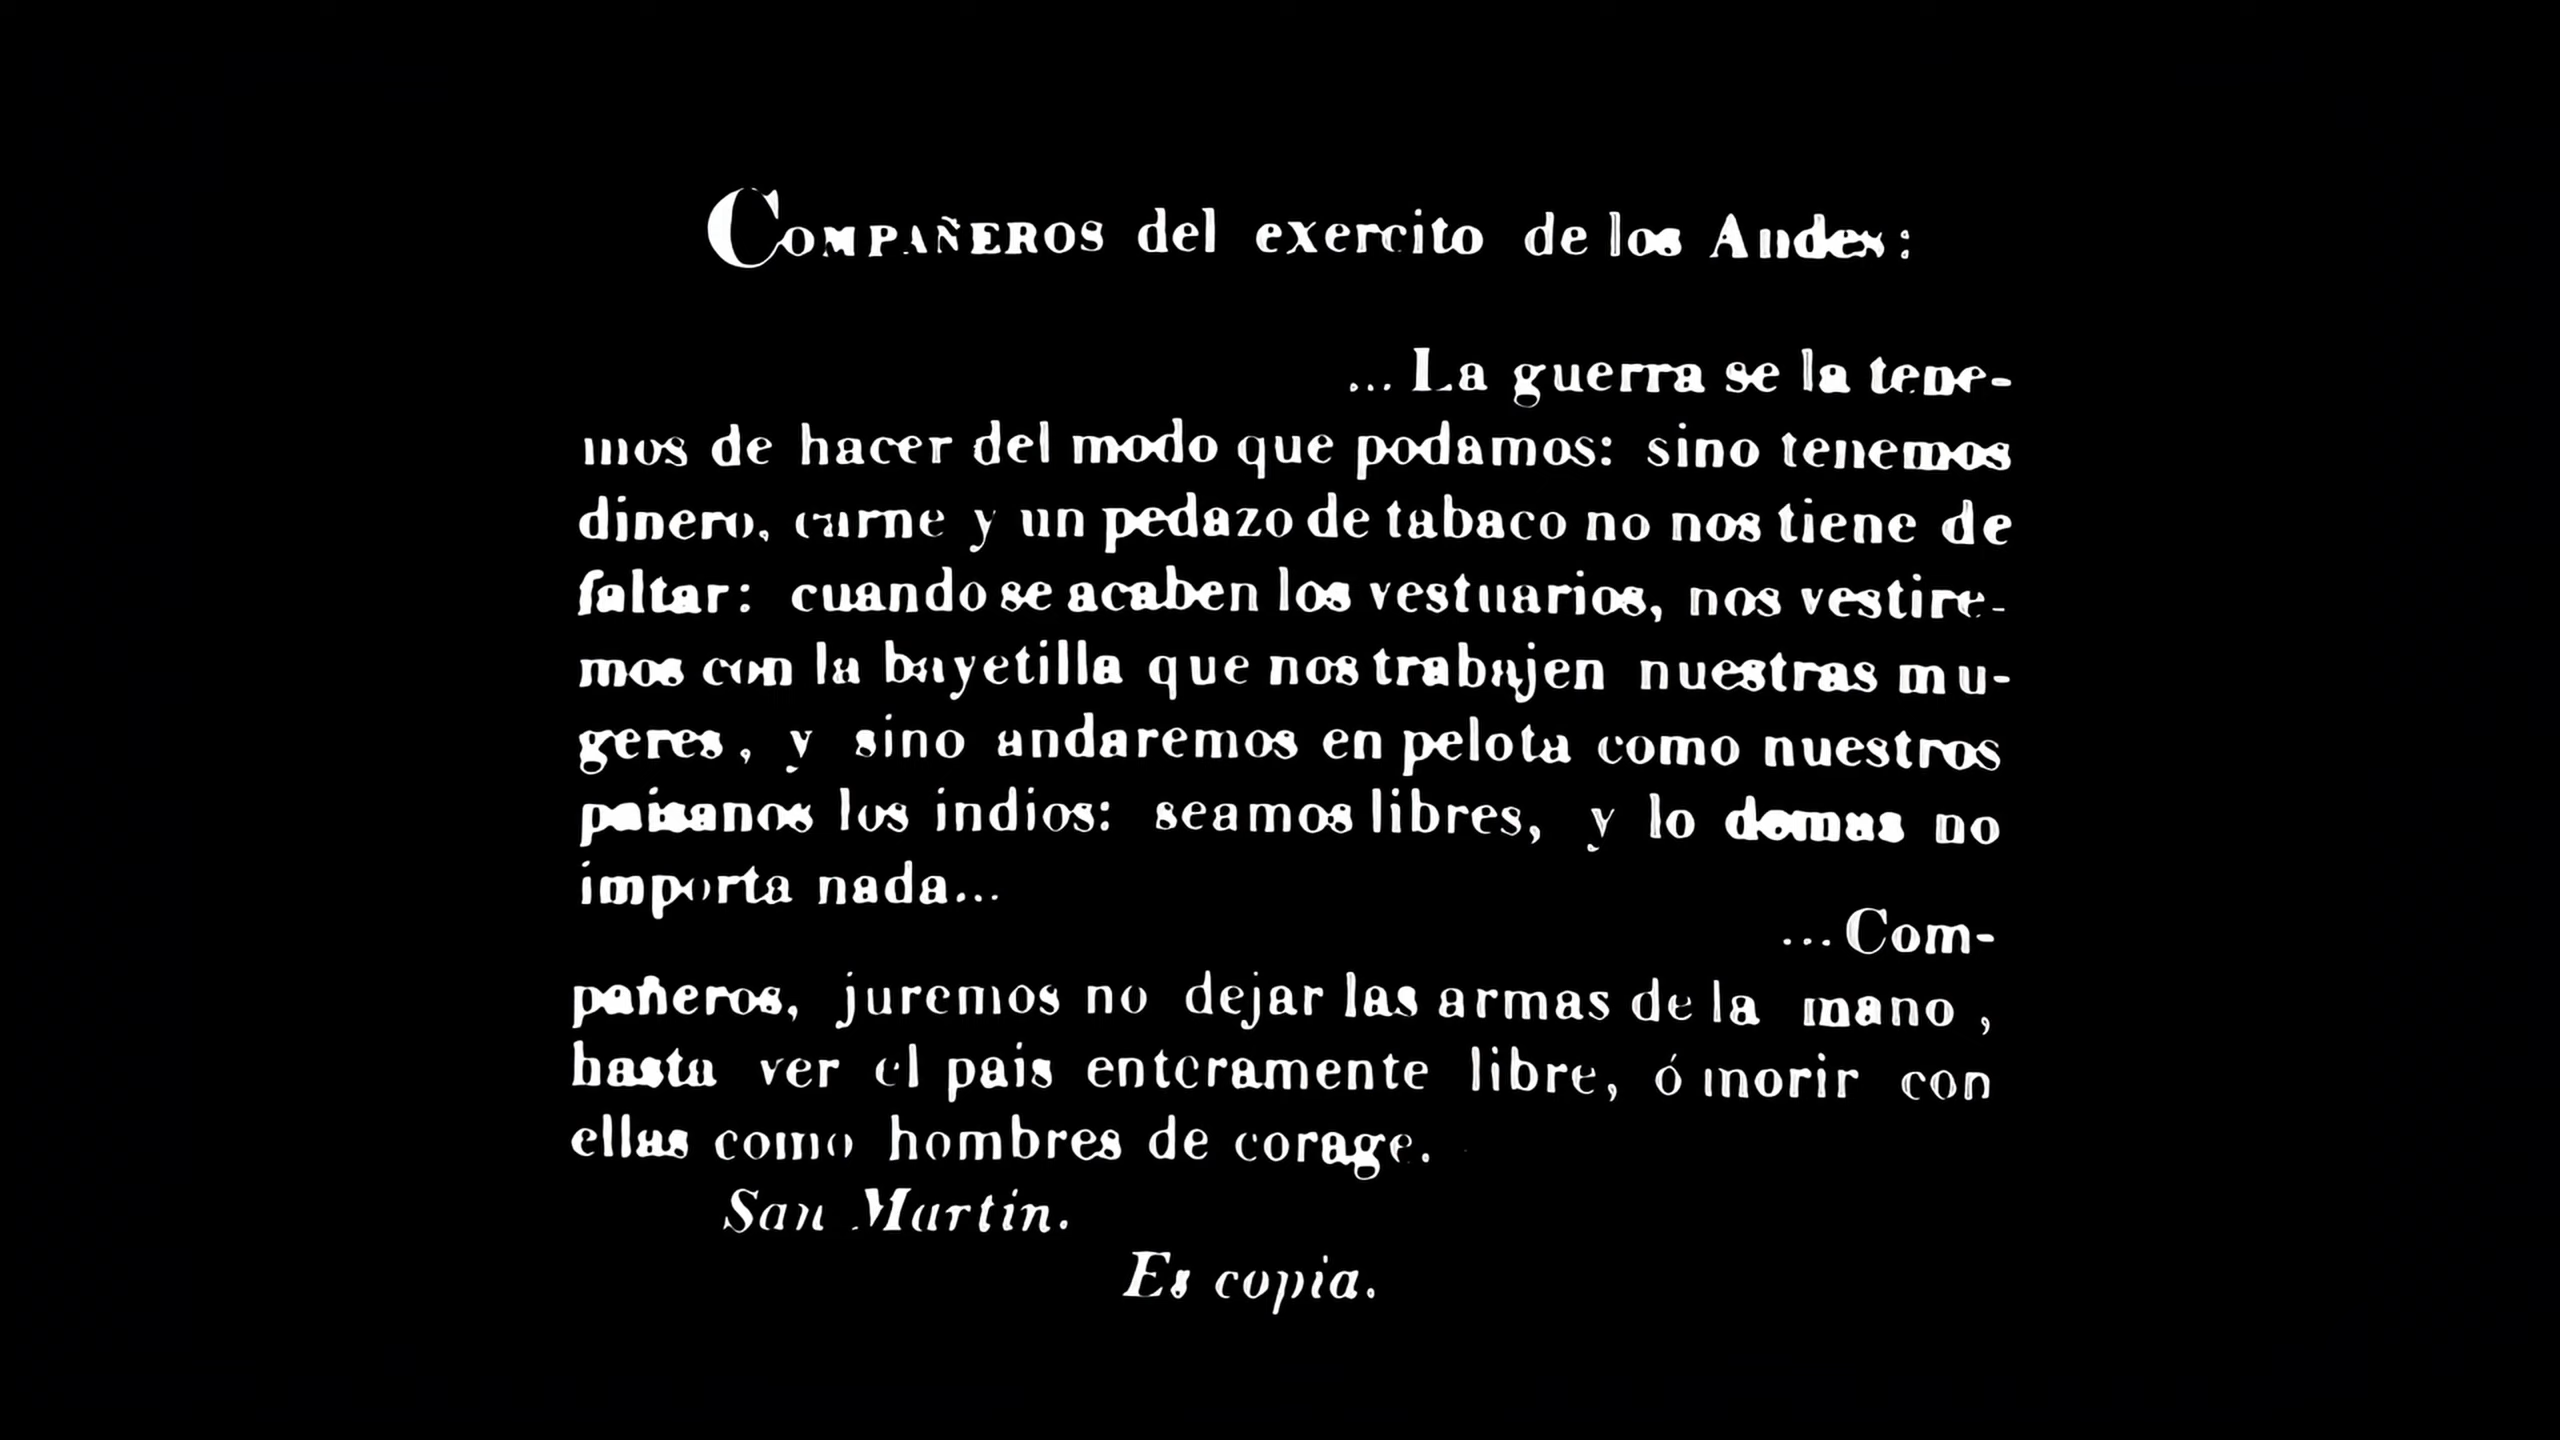 COMPAÑEROS del exercito de los Andes:
... La guerra se la tene-
mos de hacer del modo que podamos: sino tenemos
dinero, carne y un pedazo de tabaco no nos tiene de
faltar: cuando se acaben los vestuarios, nos vestire-
mos con la bayetilla que nos trabajen nuestras mu-
geres, y sino andaremos en pelota como nuestros
paisanos los indios: seamos libres, y lo demas no
importa nada...
...Com-
pañeros, juremos no dejar las armas de la mano,
hasta ver el pais enteramente libre, ó morir con
ellas como hombres de corage.
San Martin.
Es copia.